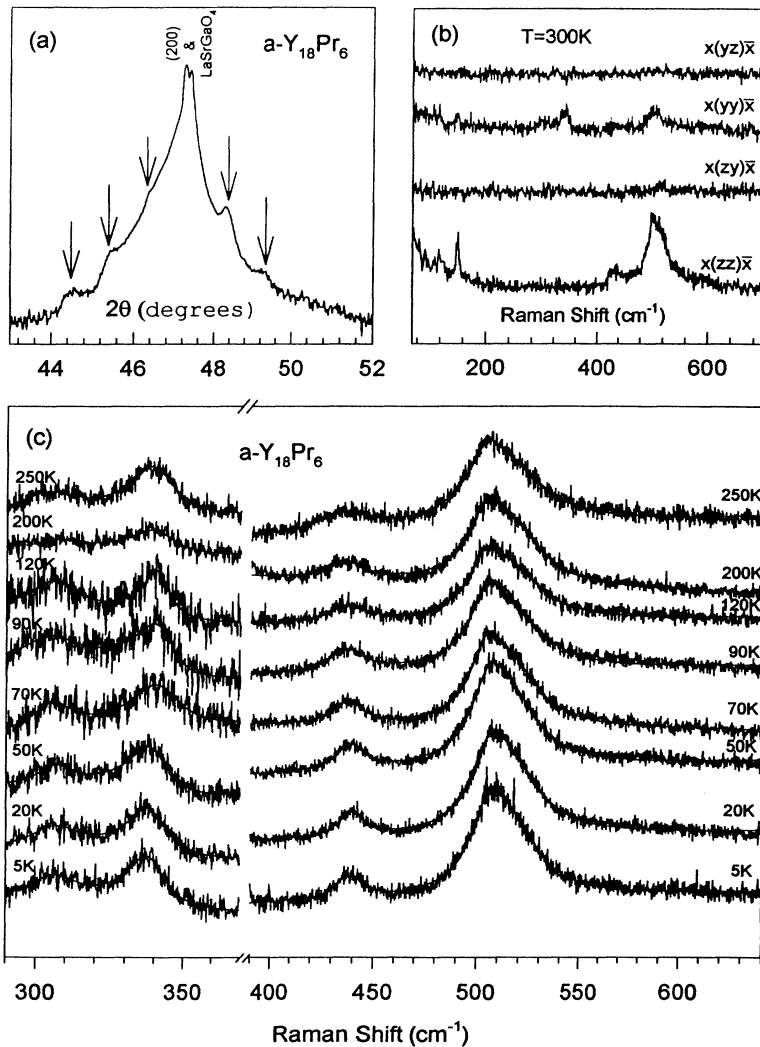 (a)
(200)
&
LaSrGaO₄
a-Y₁₈Pr₆
2θ (degrees)
44 46 48 50 52
(b)
T=300K
x(yz)x̅
x(yy)x̅
x(zy)x̅
x(zz)x̅
Raman Shift (cm⁻¹)
200 400 600
(c)
a-Y₁₈Pr₆
250K 250K
200K 200K
120K 120K
90K 90K
70K 70K
50K 50K
20K 20K
5K 5K
300 350 400 450 500 550 600
Raman Shift (cm⁻¹)